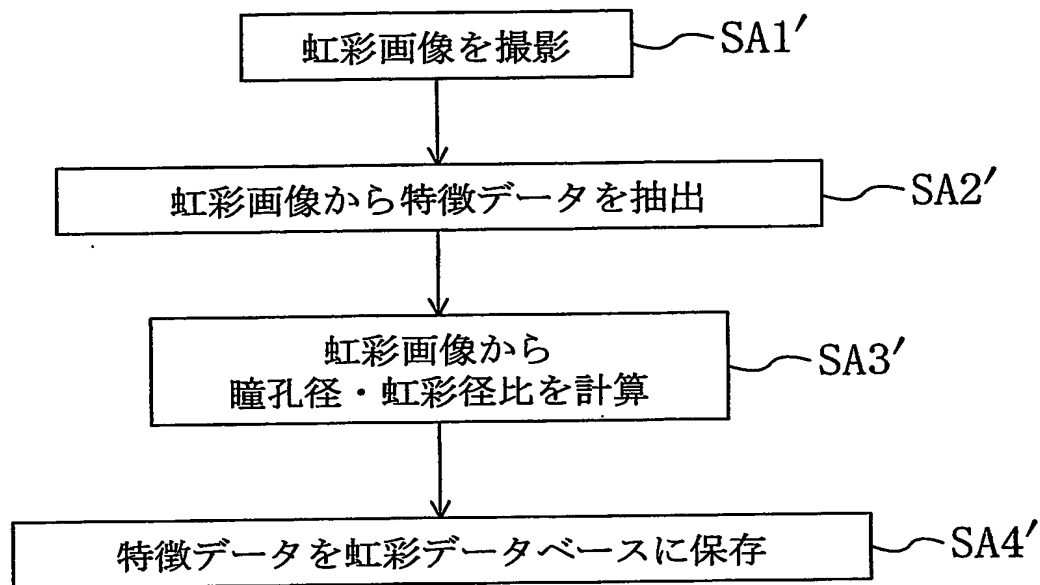 虹彩画像を撮影
SA1′
虹彩画像から特徴データを抽出
SA2′
虹彩画像から
瞳孔径・虹彩径比を計算
SA3′
特徴データを虹彩データベースに保存
SA4′